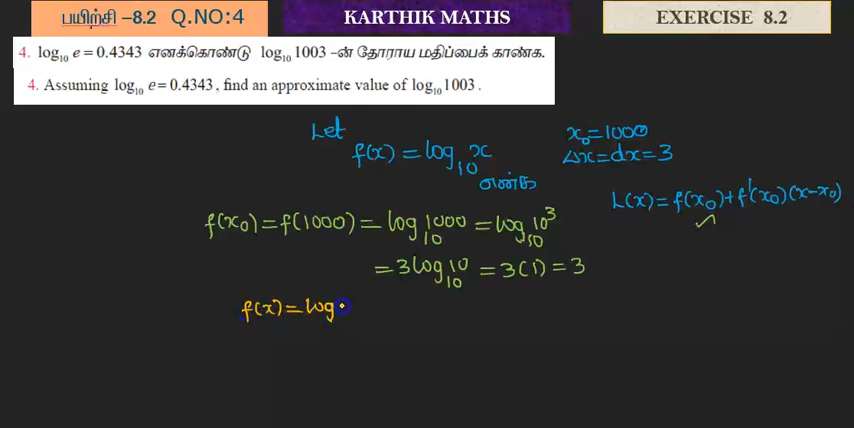 பயிற்சி –8.2 Q.NO:4 KARTHIK MATHS EXERCISE 8.2
4. log₁₀ e = 0.4343 எனக்கொண்டு log₁₀ 1003 –ன் தோராய மதிப்பைக் காண்க.
4. Assuming log₁₀ e = 0.4343 , find an approximate value of log₁₀ 1003 .
Let
f(x) = log₁₀ x
என்க
x₀ = 1000
Δx = dx = 3
L(x) = f(x₀) + f'(x₀)(x-x₀)
f(x₀) = f(1000) = log₁₀ 1000 = log₁₀ 10³
= 3 log₁₀ 10 = 3(1) = 3
f(x) = log